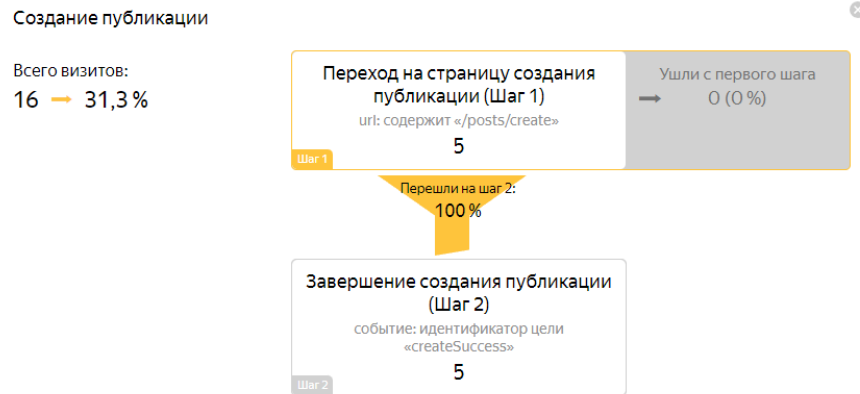 Создание публикации
Всего визитов:
16 → 31,3 %
Переход на страницу создания
публикации (Шаг 1)
url: содержит «/posts/create»
5
Шаг 1
Ушли с первого шага
→ 0 (0 %)
Перешли на шаг 2:
100 %
Завершение создания публикации
(Шаг 2)
событие: идентификатор цели
«createSuccess»
5
Шаг 2